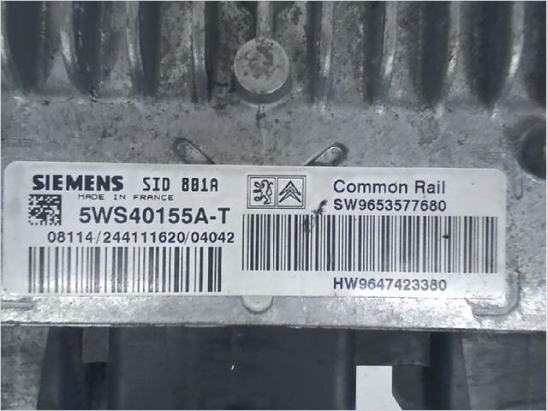 SIEMENS SID 801A
MADE IN FRANCE
5WS40155A-T
08114/244111620/04042
Common Rail
SW9653577680
HW9647423380